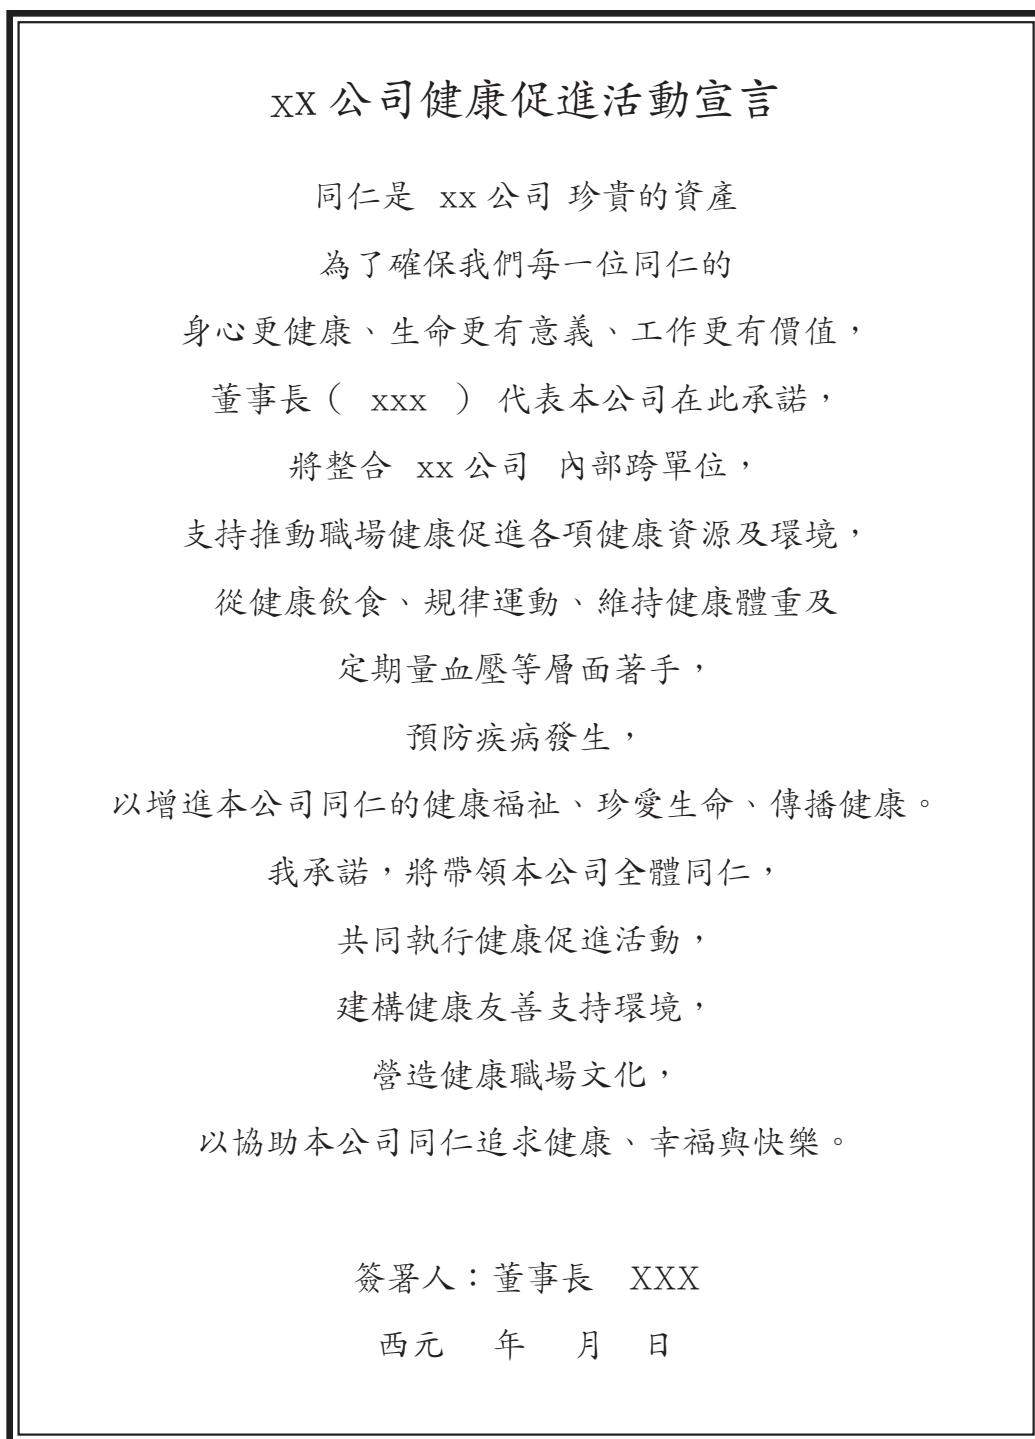 xx 公司健康促進活動宣言
同仁是 xx 公司 珍貴的資產
為了確保我們每一位同仁的
身心更健康、生命更有意義、工作更有價值，
董事長（ xxx ） 代表本公司在此承諾，
將整合 xx 公司 內部跨單位，
支持推動職場健康促進各項健康資源及環境，
從健康飲食、規律運動、維持健康體重及
定期量血壓等層面著手，
預防疾病發生，
以增進本公司同仁的健康福祉、珍愛生命、傳播健康。
我承諾，將帶領本公司全體同仁，
共同執行健康促進活動，
建構健康友善支持環境，
營造健康職場文化，
以協助本公司同仁追求健康、幸福與快樂。
簽署人：董事長 XXX
西元 年 月 日